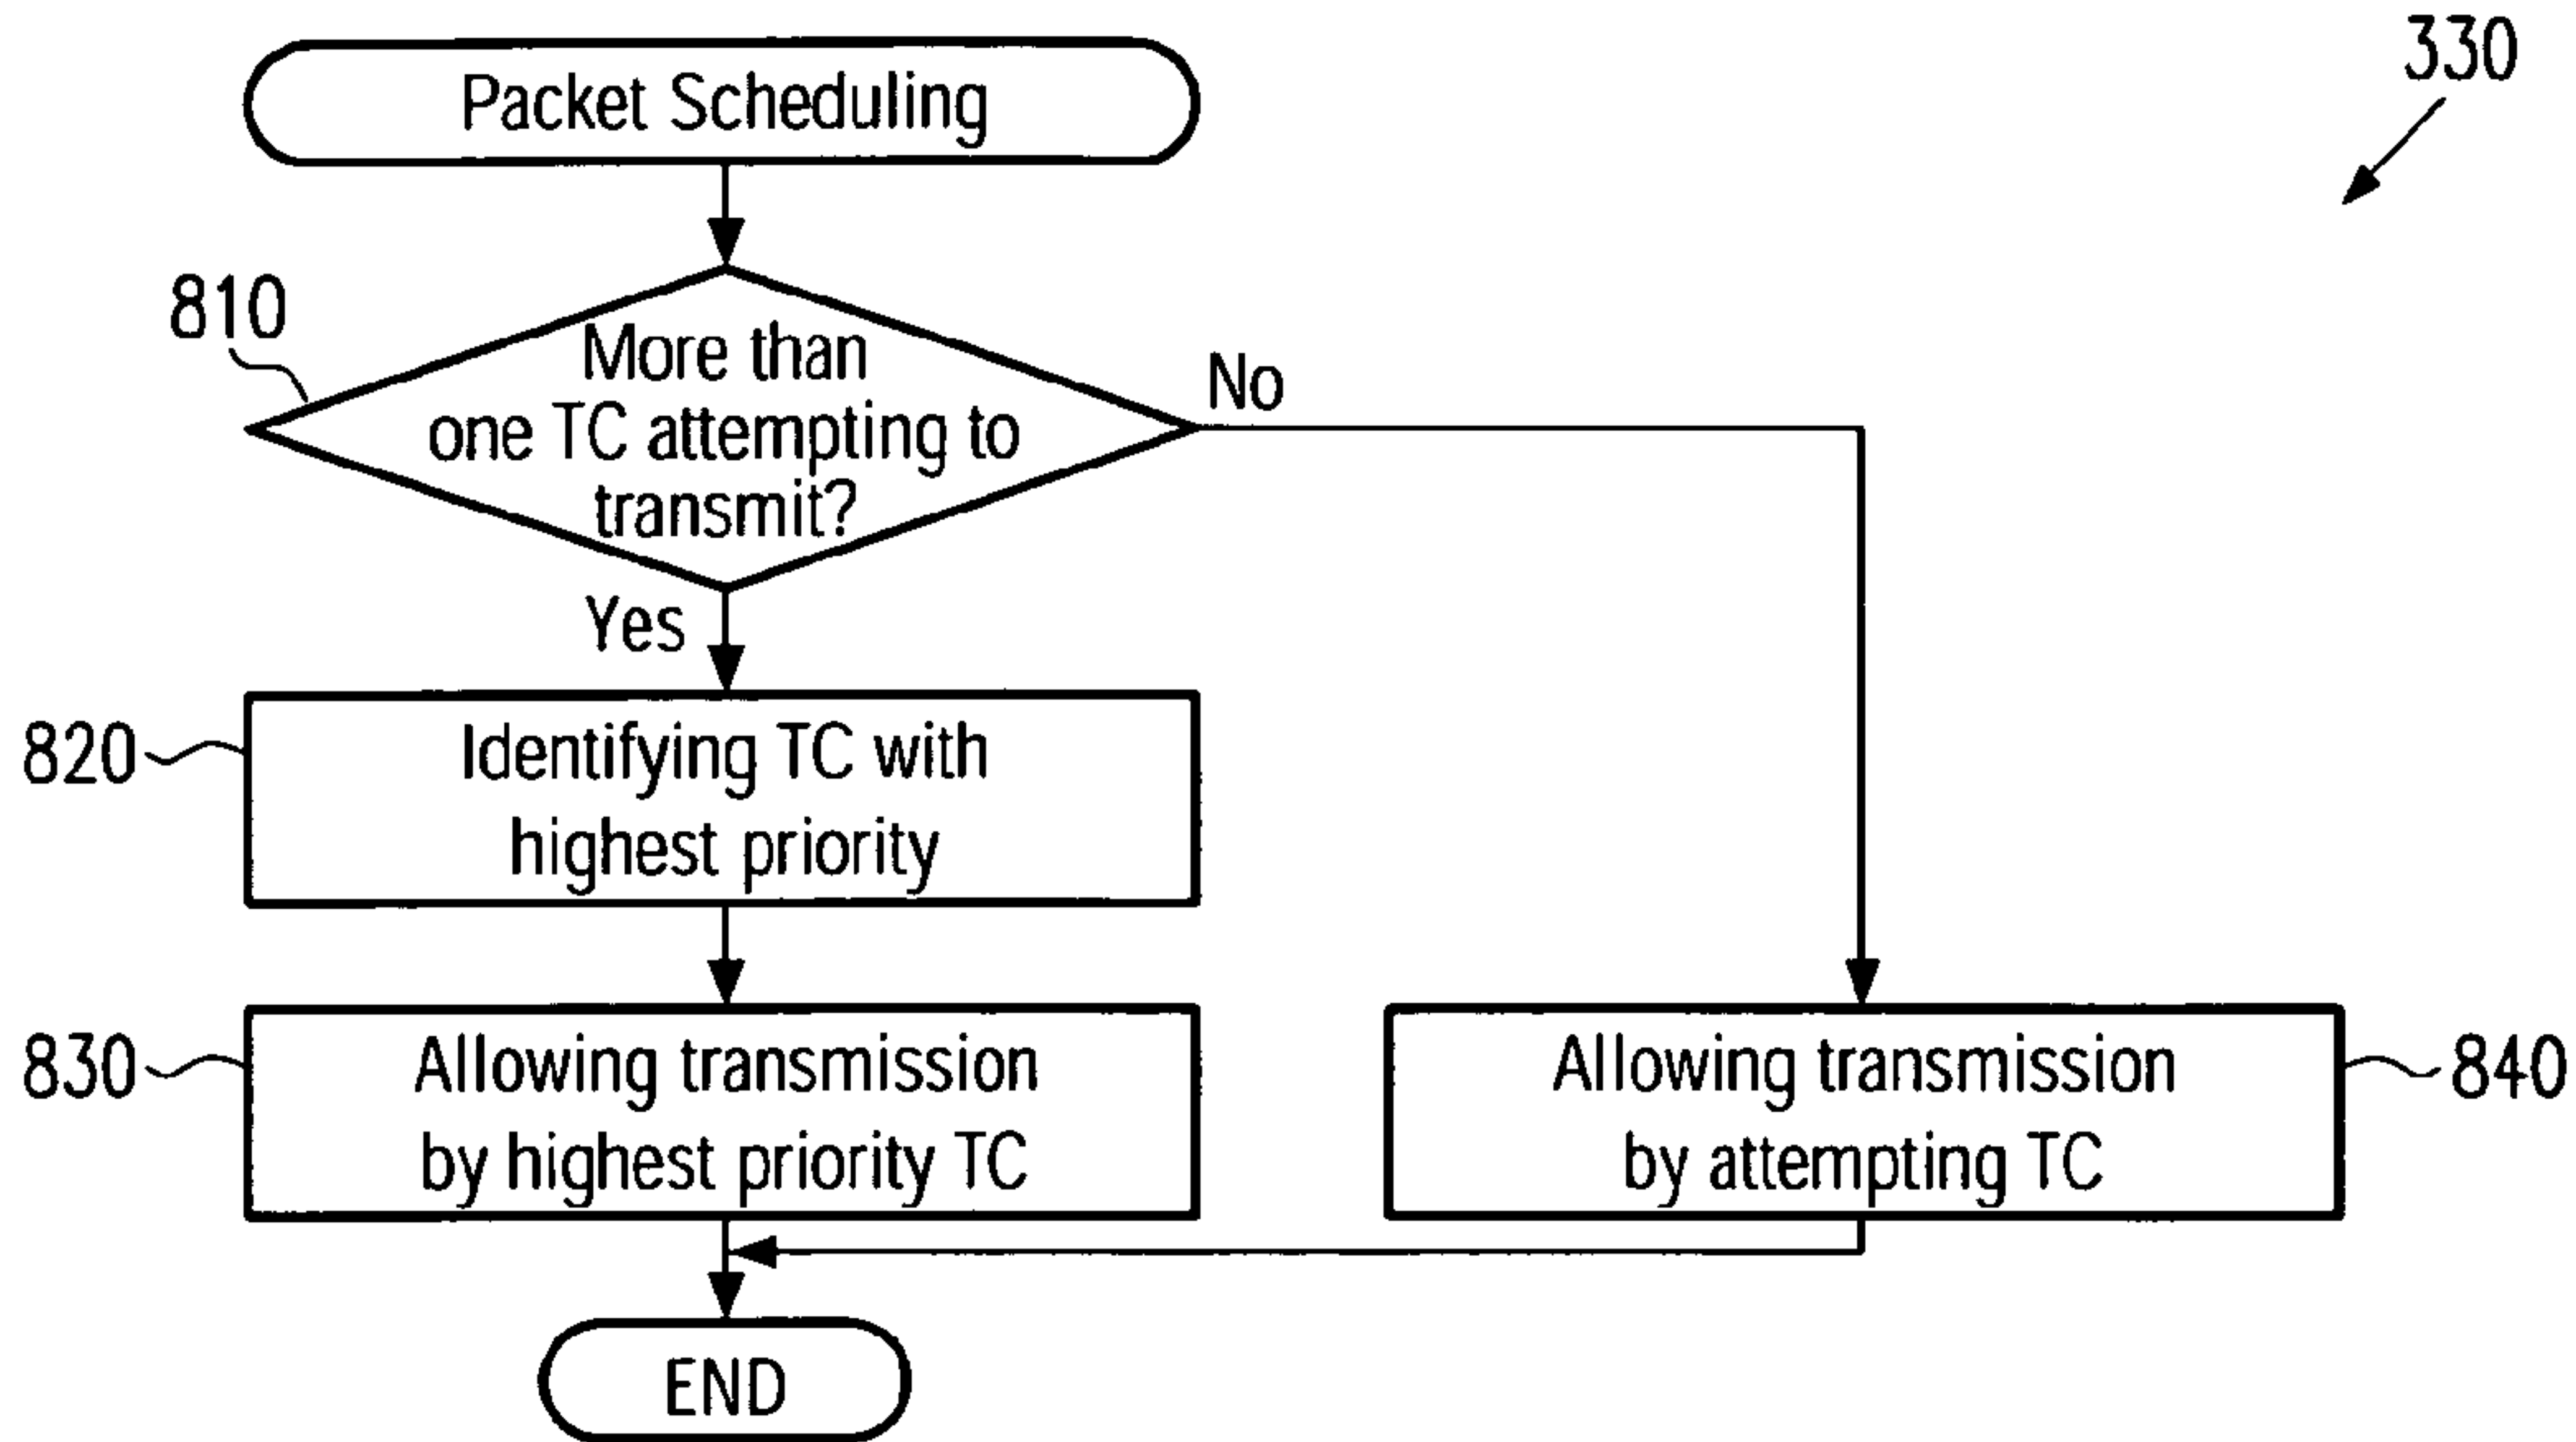 Packet Scheduling
330
810
More than
one TC attempting to
transmit?
No
Yes
820
Identifying TC with
highest priority
830
Allowing transmission
by highest priority TC
Allowing transmission
by attempting TC
840
END